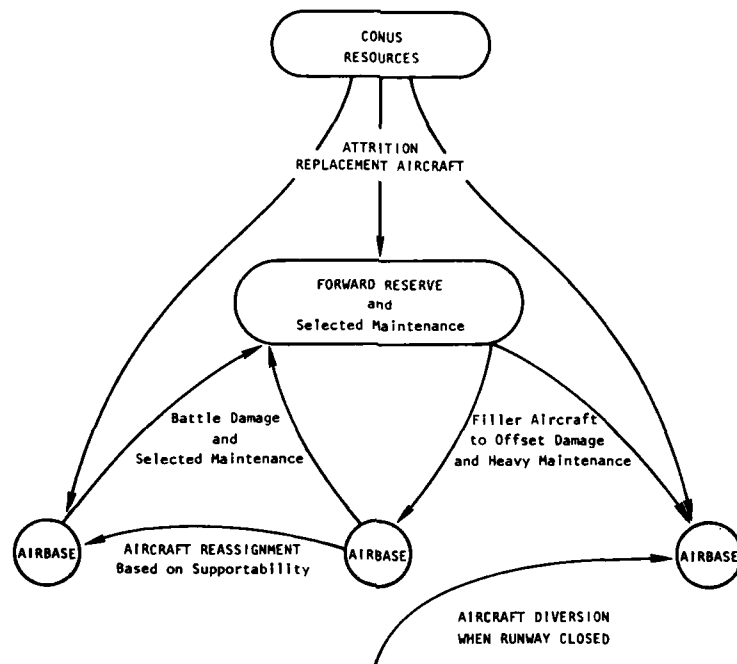 CONUS
RESOURCES
ATTRITION
REPLACEMENT AIRCRAFT
FORWARD RESERVE
and
Selected Maintenance
Battle Damage
and
Selected Maintenance
Filler Aircraft
to Offset Damage
and Heavy Maintenance
AIRBASE
AIRCRAFT REASSIGNMENT
Based on Supportability
AIRBASE
AIRBASE
AIRCRAFT DIVERSION
WHEN RUNWAY CLOSED